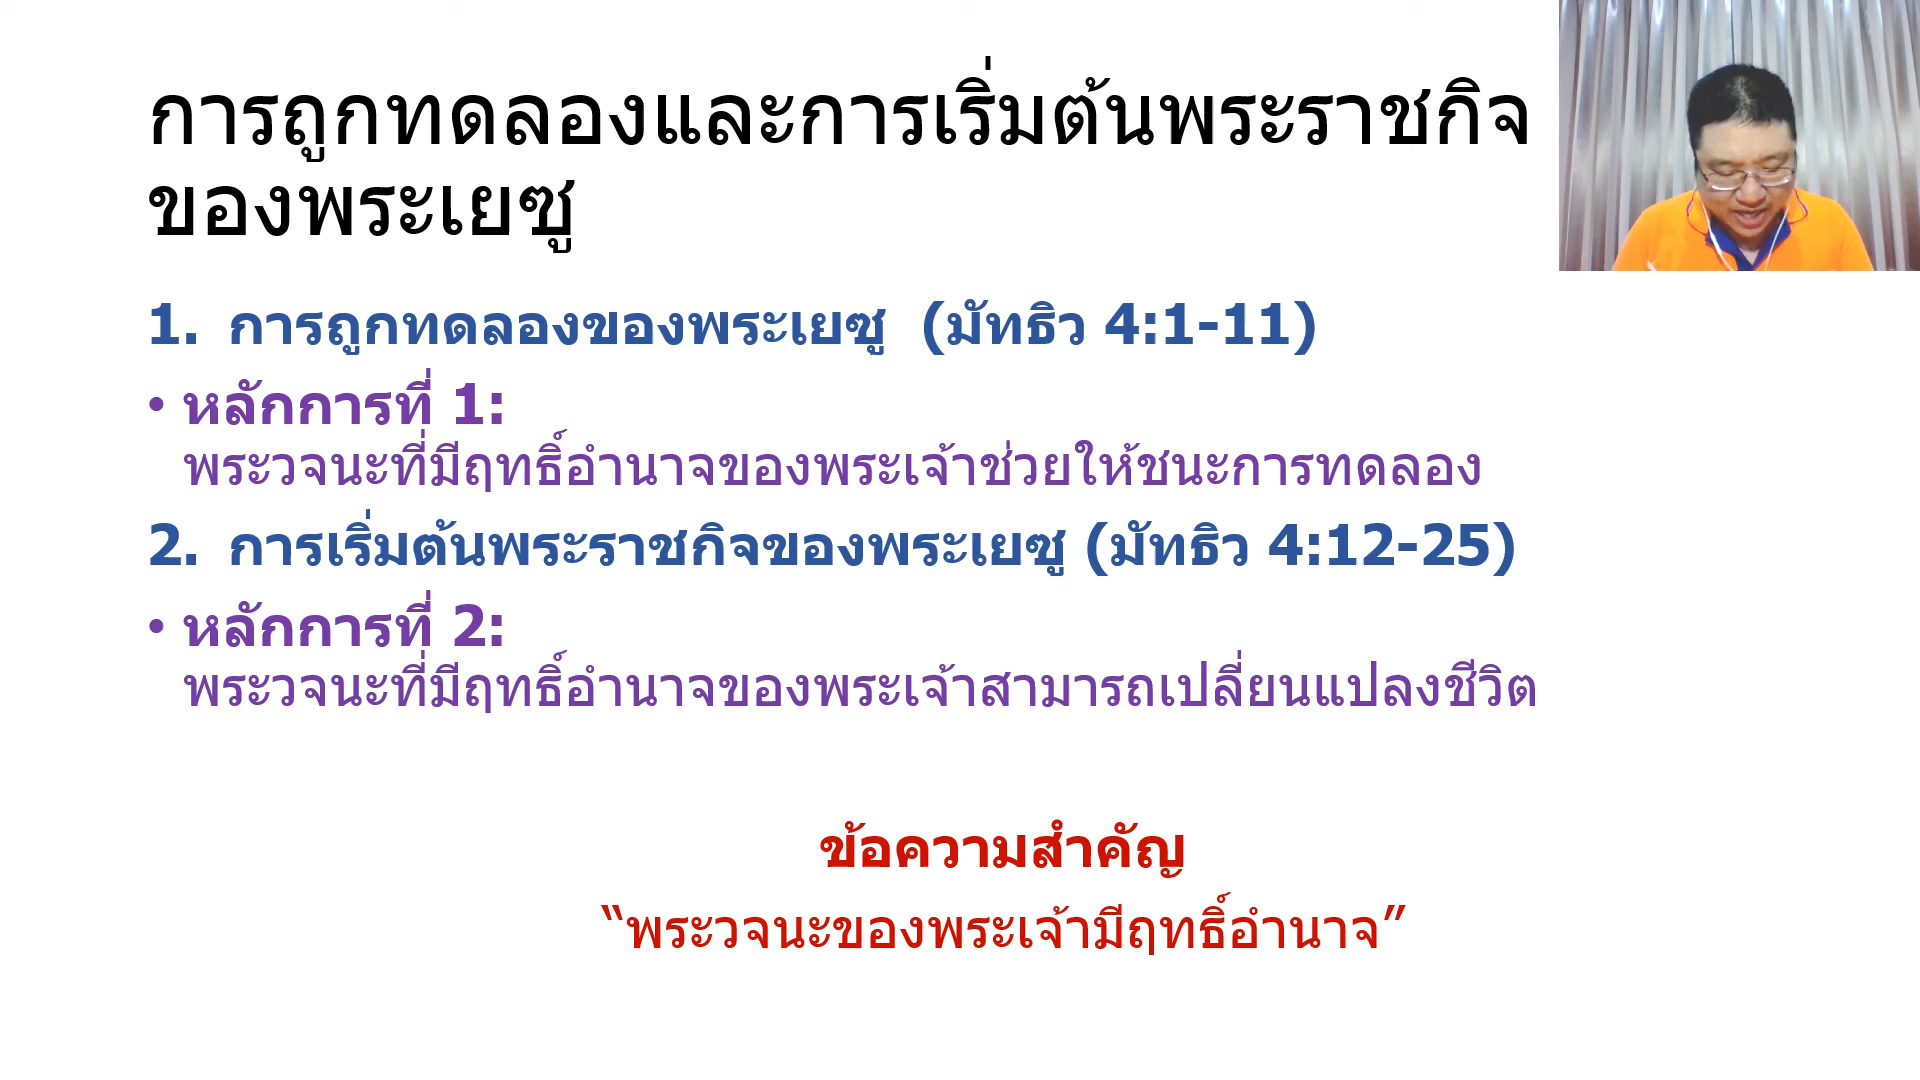 การถูกทดลองและการเริ่มต้นพระราชกิจ
ของพระเยซู
1. การถูกทดลองของพระเยซู (มัทธิว 4:1-11)
• หลักการที่ 1:
พระวจนะที่มีฤทธิ์อำนาจของพระเจ้าช่วยให้ชนะการทดลอง
2. การเริ่มต้นพระราชกิจของพระเยซู (มัทธิว 4:12-25)
• หลักการที่ 2:
พระวจนะที่มีฤทธิ์อำนาจของพระเจ้าสามารถเปลี่ยนแปลงชีวิต
ข้อความสำคัญ
“พระวจนะของพระเจ้ามีฤทธิ์อำนาจ”